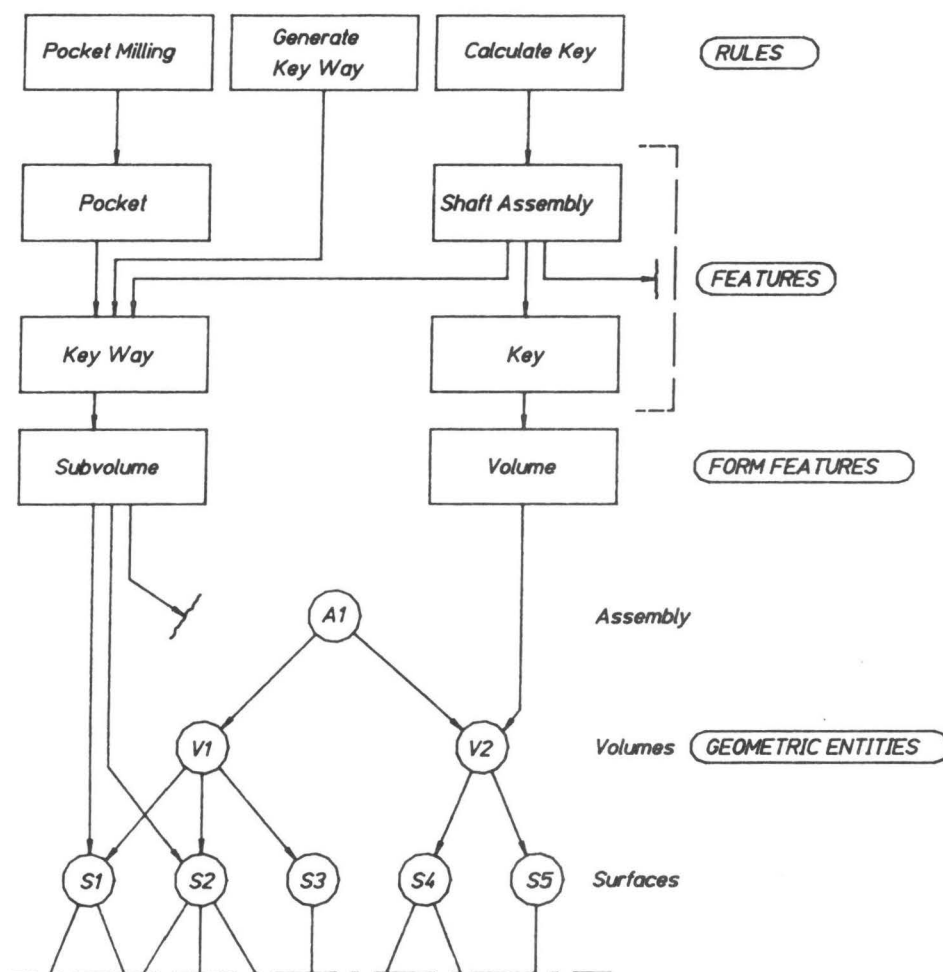 Pocket Milling
Generate
Key Way
Calculate Key
RULES
Pocket
Shaft Assembly
FEATURES
Key Way
Key
Subvolume
Volume
FORM FEATURES
A1
Assembly
V1
V2
Volumes
GEOMETRIC ENTITIES
S1
S2
S3
S4
S5
Surfaces